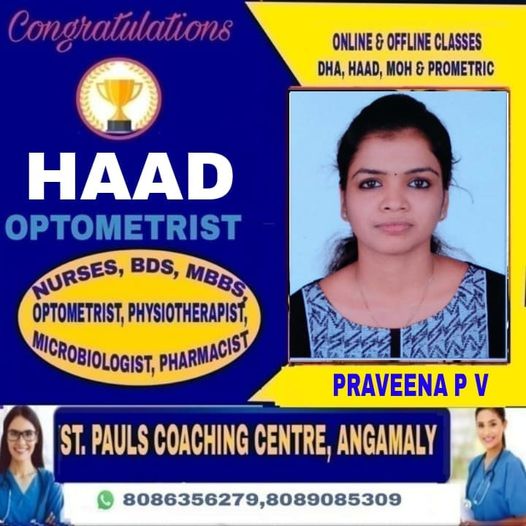 Congratulations
ONLINE & OFFLINE CLASSES
DHA, HAAD, MOH & PROMETRIC
HAAD
OPTOMETRIST
NURSES, BDS, MBBS,
OPTOMETRIST, PHYSIOTHERAPIST,
MICROBIOLOGIST, PHARMACIST
PRAVEENA P V
ST. PAULS COACHING CENTRE, ANGAMALY
8086356279,8089085309